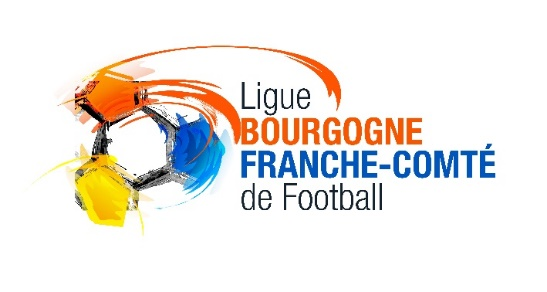 Ligue
BOURGOGNE
FRANCHE-COMTÉ
de Football